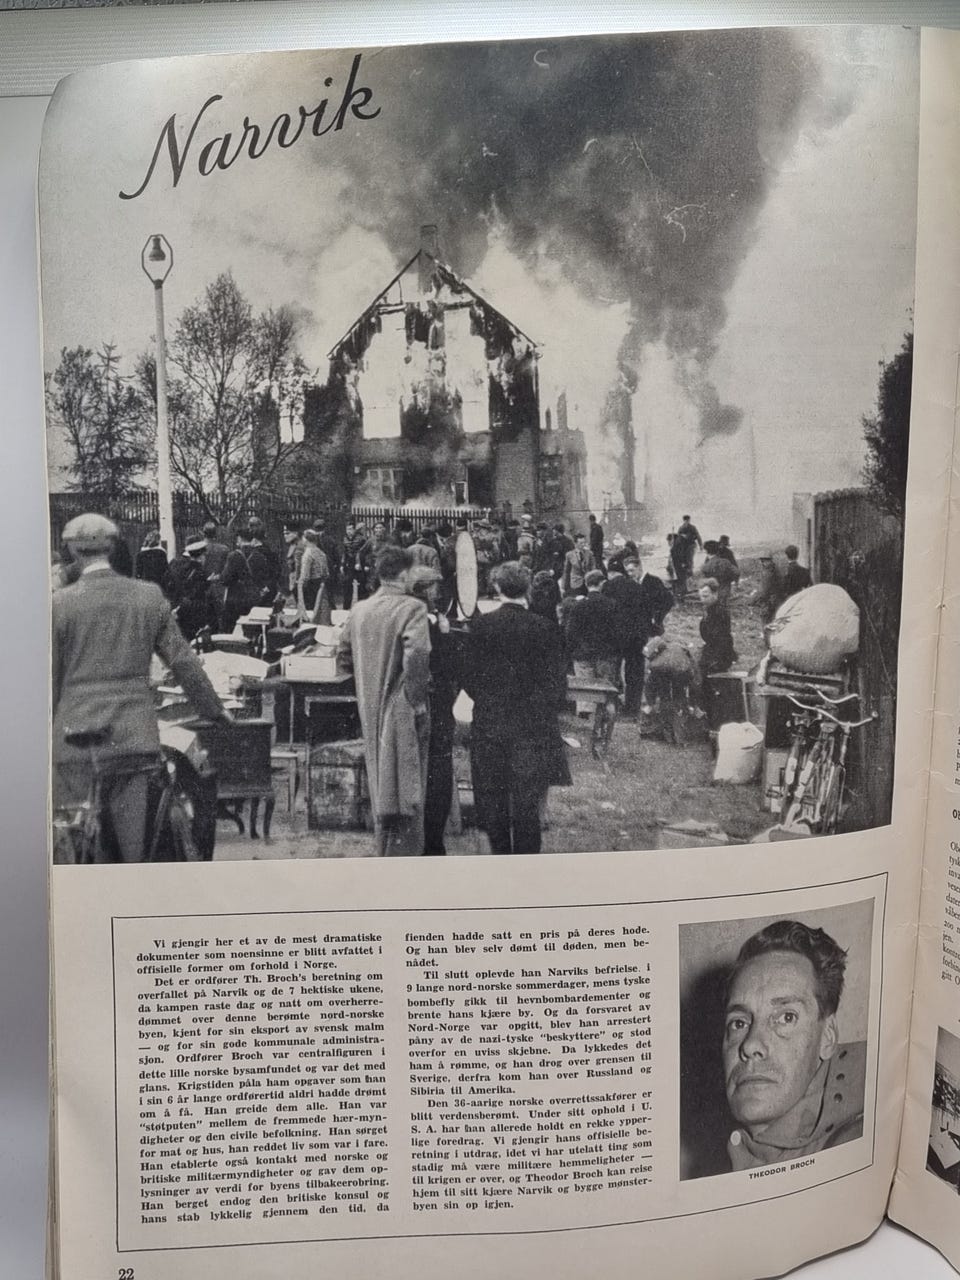 Narvik
Vi gjengir her et av de mest dramatiske
dokumenter som noensinne er blitt avfattet i
offisielle former om forhold i Norge.
Det er ordfører Th. Broch's beretning om
overfallet på Narvik og de 7 hektiske ukene,
da kampen raste dag og natt om overherre-
dømmet over denne berømte nord-norske
byen, kjent for sin eksport av svensk malm
— og for sin gode kommunale administra-
sjon. Ordfører Broch var centralfiguren i
dette lille norske bysamfundet og var det med
glans. Krigstiden påla ham opgaver som han
i sin 6 år lange ordførertid aldri hadde drømt
om å få. Han greide dem alle. Han var
"støtputen" mellem de fremmede hær-myn-
digheter og den civile befolkning. Han sørget
for mat og hus, han reddet liv som var i fare.
Han etablerte også kontakt med norske og
britiske militærmyndigheter og gav dem op-
lysninger av verdi for byens tilbakeerobring.
Han berget endog den britiske konsul og
hans stab lykkelig gjennem den tid, da
fienden hadde satt en pris på deres hode.
Og han blev selv dømt til døden, men be-
nådet.
Til slutt oplevde han Narviks befrielse i
9 lange nord-norske sommerdager, mens tyske
bombefly gikk til hevnbombardementer og
brente hans kjære by. Og da forsvaret av
Nord-Norge var opgitt, blev han arrestert
påny av de nazi-tyske "beskyttere" og stod
overfor en uviss skjebne. Da lykkedes det
ham å rømme, og han drog over grensen til
Sverige, derfra kom han over Russland og
Sibiria til Amerika.
Den 36-aarige norske overrettssakfører er
blitt verdensberømt. Under sitt ophold i U.
S. A. har han allerede holdt en rekke ypper-
lige foredrag. Vi gjengir hans offisielle be-
retning i utdrag, idet vi har utelatt ting som
stadig må være militære hemmeligheter —
til krigen er over, og Theodor Broch kan reise
hjem til sitt kjære Narvik og bygge mønster-
byen sin op igjen.
THEODOR BROCH
22